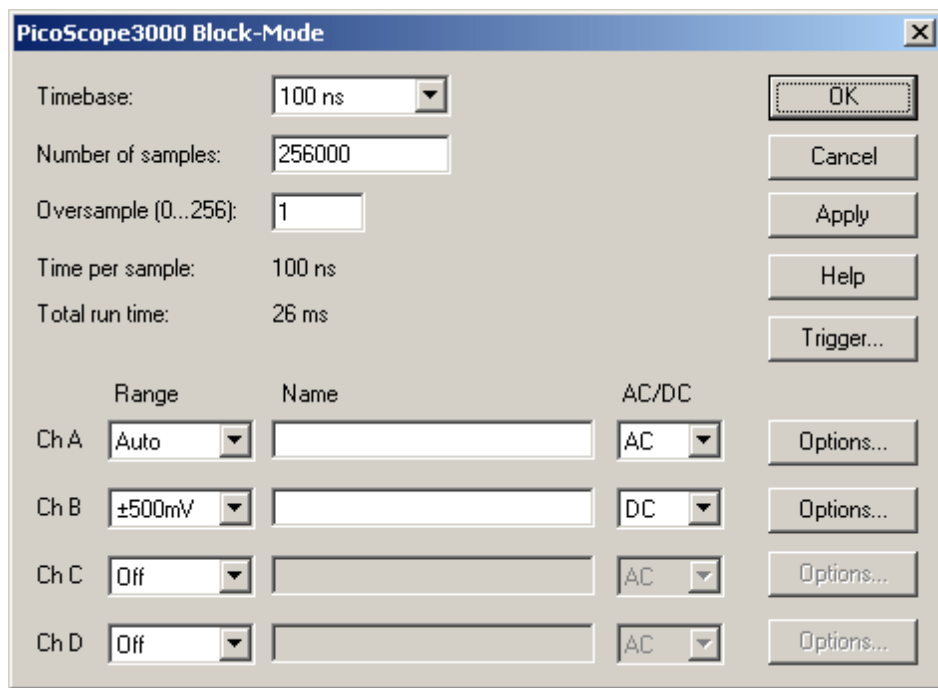 PicoScope3000 Block-Mode
Timebase: 100 ns OK
Number of samples: 256000 Cancel
Oversample (0...256): 1 Apply
Time per sample: 100 ns Help
Total run time: 26 ms Trigger...
Range Name AC/DC
Ch A Auto AC Options...
Ch B ±500mV DC Options...
Ch C Off AC Options...
Ch D Off AC Options...